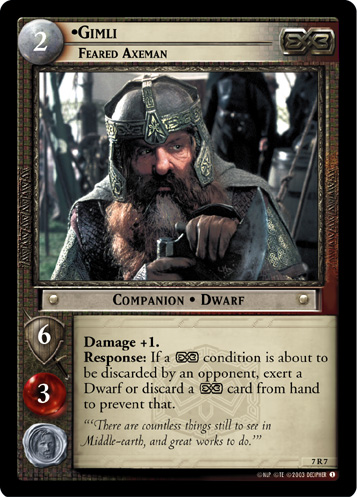 2
•Gimli
Feared Axeman
Companion • Dwarf
6
3
Damage +1.
Response: If a condition is about to
be discarded by an opponent, exert a
Dwarf or discard a card from hand
to prevent that.
“‘There are countless things still to see in
Middle-earth, and great works to do.’”
7 R 7
© NLP ™ TE © 2003 DECIPHER